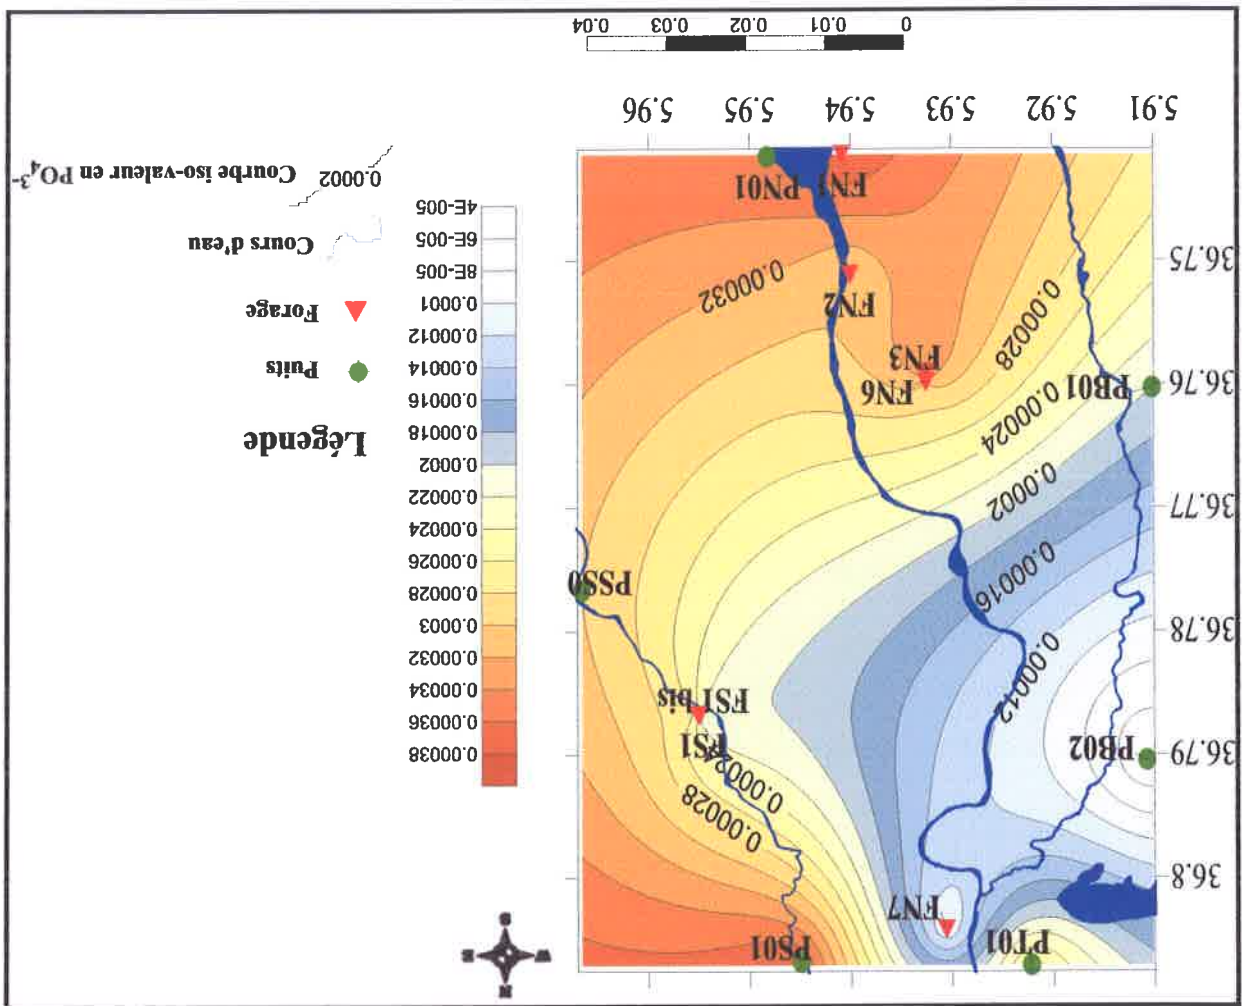 N
W E
S
PT01
PS01
FN7
36.8
0.00028
0.00024
36.79
PB02
FS1
FS1 bis
0.00012
36.78
PSS0
0.00016
36.77
0.0002
0.00024
36.76
PB01
FN6
FN3
0.00028
FN2
0.00032
36.75
FN1
PN01
5.91 5.92 5.93 5.94 5.95 5.96
0 0.01 0.02 0.03 0.04
0.00038
0.00036
0.00034
0.00032
0.0003
0.00028
0.00026
0.00024
0.00022
0.0002
0.00018
0.00016
0.00014
0.00012
0.0001
8E-005
6E-005
4E-005
Légende
Puits
Forage
Cours d'eau
0.0002 Courbe iso-valeur en PO₄³⁻